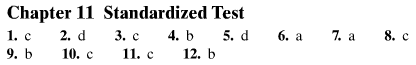 Chapter 11 Standardized Test
1. c 2. d 3. c 4. b 5. d 6. a 7. a 8. c
9. b 10. c 11. c 12. b